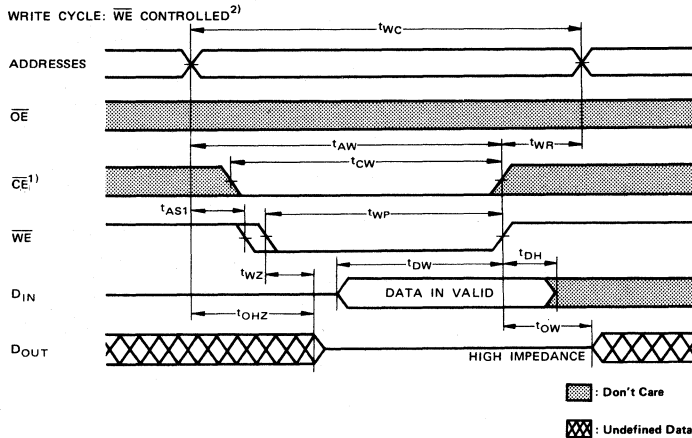 WRITE CYCLE: WE CONTROLLED2)
tWC
ADDRESSES
OE
tAW
tWR
tCW
CE1)
tAS1
tWP
WE
tWZ
tDW
tDH
DIN
DATA IN VALID
tOHZ
tOW
DOUT
HIGH IMPEDANCE
: Don't Care
: Undefined Data